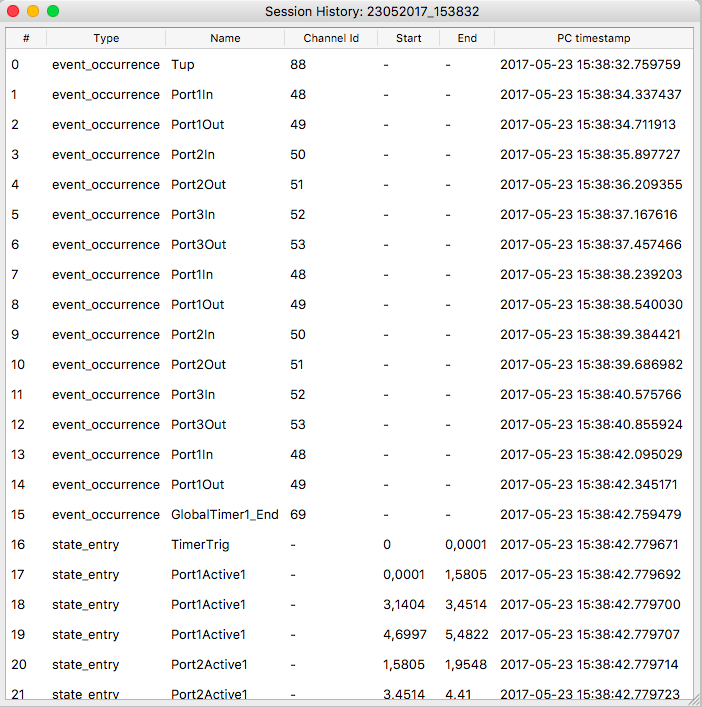 Session History: 23052017_153832
# Type Name Channel Id Start End PC timestamp
0 event_occurrence Tup 88 - - 2017-05-23 15:38:32.759759
1 event_occurrence Port1In 48 - - 2017-05-23 15:38:34.337437
2 event_occurrence Port1Out 49 - - 2017-05-23 15:38:34.711913
3 event_occurrence Port2In 50 - - 2017-05-23 15:38:35.897727
4 event_occurrence Port2Out 51 - - 2017-05-23 15:38:36.209355
5 event_occurrence Port3In 52 - - 2017-05-23 15:38:37.167616
6 event_occurrence Port3Out 53 - - 2017-05-23 15:38:37.457466
7 event_occurrence Port1In 48 - - 2017-05-23 15:38:38.239203
8 event_occurrence Port1Out 49 - - 2017-05-23 15:38:38.540030
9 event_occurrence Port2In 50 - - 2017-05-23 15:38:39.384421
10 event_occurrence Port2Out 51 - - 2017-05-23 15:38:39.686982
11 event_occurrence Port3In 52 - - 2017-05-23 15:38:40.575766
12 event_occurrence Port3Out 53 - - 2017-05-23 15:38:40.855924
13 event_occurrence Port1In 48 - - 2017-05-23 15:38:42.095029
14 event_occurrence Port1Out 49 - - 2017-05-23 15:38:42.345171
15 event_occurrence GlobalTimer1_End 69 - - 2017-05-23 15:38:42.759479
16 state_entry TimerTrig - 0 0,0001 2017-05-23 15:38:42.779671
17 state_entry Port1Active1 - 0,0001 1,5805 2017-05-23 15:38:42.779692
18 state_entry Port1Active1 - 3,1404 3,4514 2017-05-23 15:38:42.779700
19 state_entry Port1Active1 - 4,6997 5,4822 2017-05-23 15:38:42.779707
20 state_entry Port2Active1 - 1,5805 1,9548 2017-05-23 15:38:42.779714
21 state_entry Port2Active1 - 3,4514 4,41 2017-05-23 15:38:42.779723